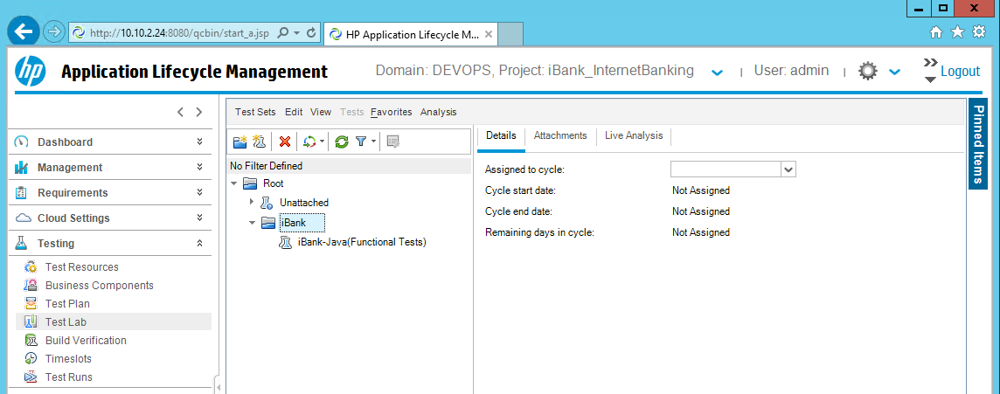 http://10.10.2.24:8080/qcbin/start_a.jsp
HP Application Lifecycle M...
hp
Application Lifecycle Management
Domain: DEVOPS, Project: iBank_InternetBanking
User: admin
Logout
Dashboard
Management
Requirements
Cloud Settings
Testing
Test Resources
Business Components
Test Plan
Test Lab
Build Verification
Timeslots
Test Runs
Test Sets Edit View Tests Favorites Analysis
No Filter Defined
Root
Unattached
iBank
iBank-Java(Functional Tests)
Details Attachments Live Analysis
Assigned to cycle:
Cycle start date: Not Assigned
Cycle end date: Not Assigned
Remaining days in cycle: Not Assigned
Pinned Items